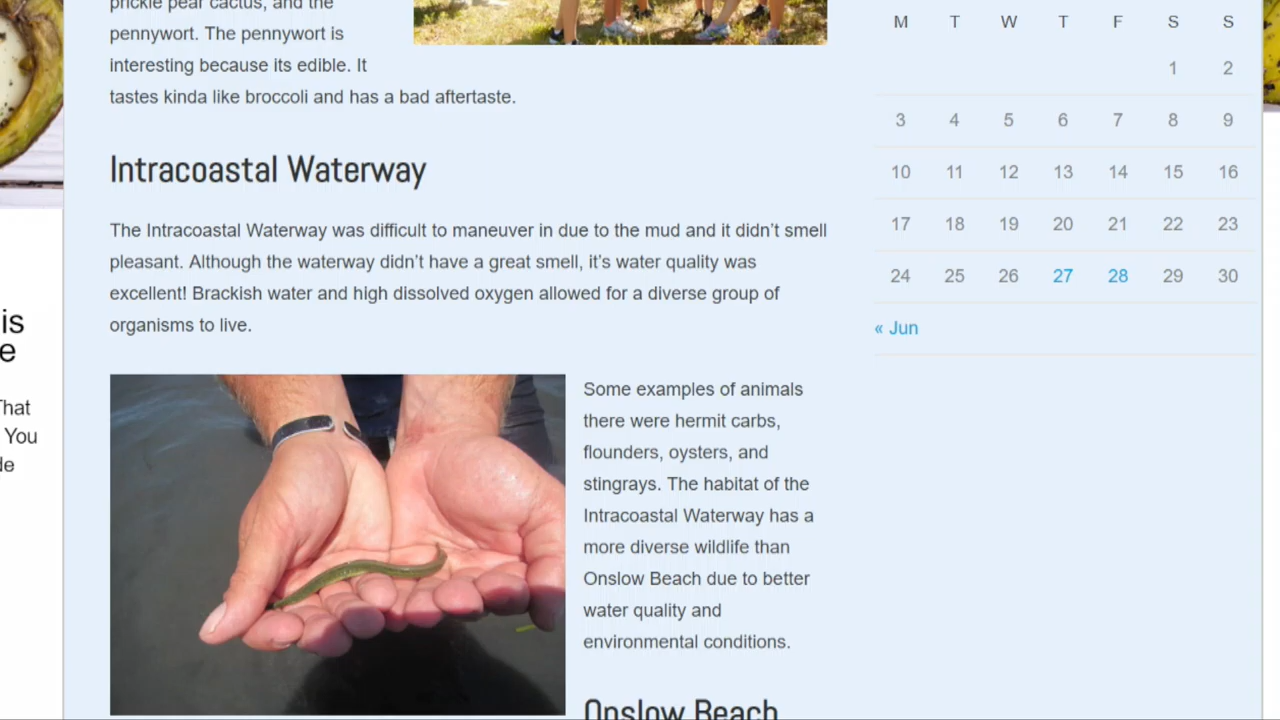 prickle pear cactus, and the
pennywort. The pennywort is
interesting because its edible. It
tastes kinda like broccoli and has a bad aftertaste.
Intracoastal Waterway
The Intracoastal Waterway was difficult to maneuver in due to the mud and it didn’t smell
pleasant. Although the waterway didn’t have a great smell, it’s water quality was
excellent! Brackish water and high dissolved oxygen allowed for a diverse group of
organisms to live.
Some examples of animals
there were hermit carbs,
flounders, oysters, and
stingrays. The habitat of the
Intracoastal Waterway has a
more diverse wildlife than
Onslow Beach due to better
water quality and
environmental conditions.
Onslow Beach
M T W T F S S
1 2
3 4 5 6 7 8 9
10 11 12 13 14 15 16
17 18 19 20 21 22 23
24 25 26 27 28 29 30
« Jun
is
e
That
You
de